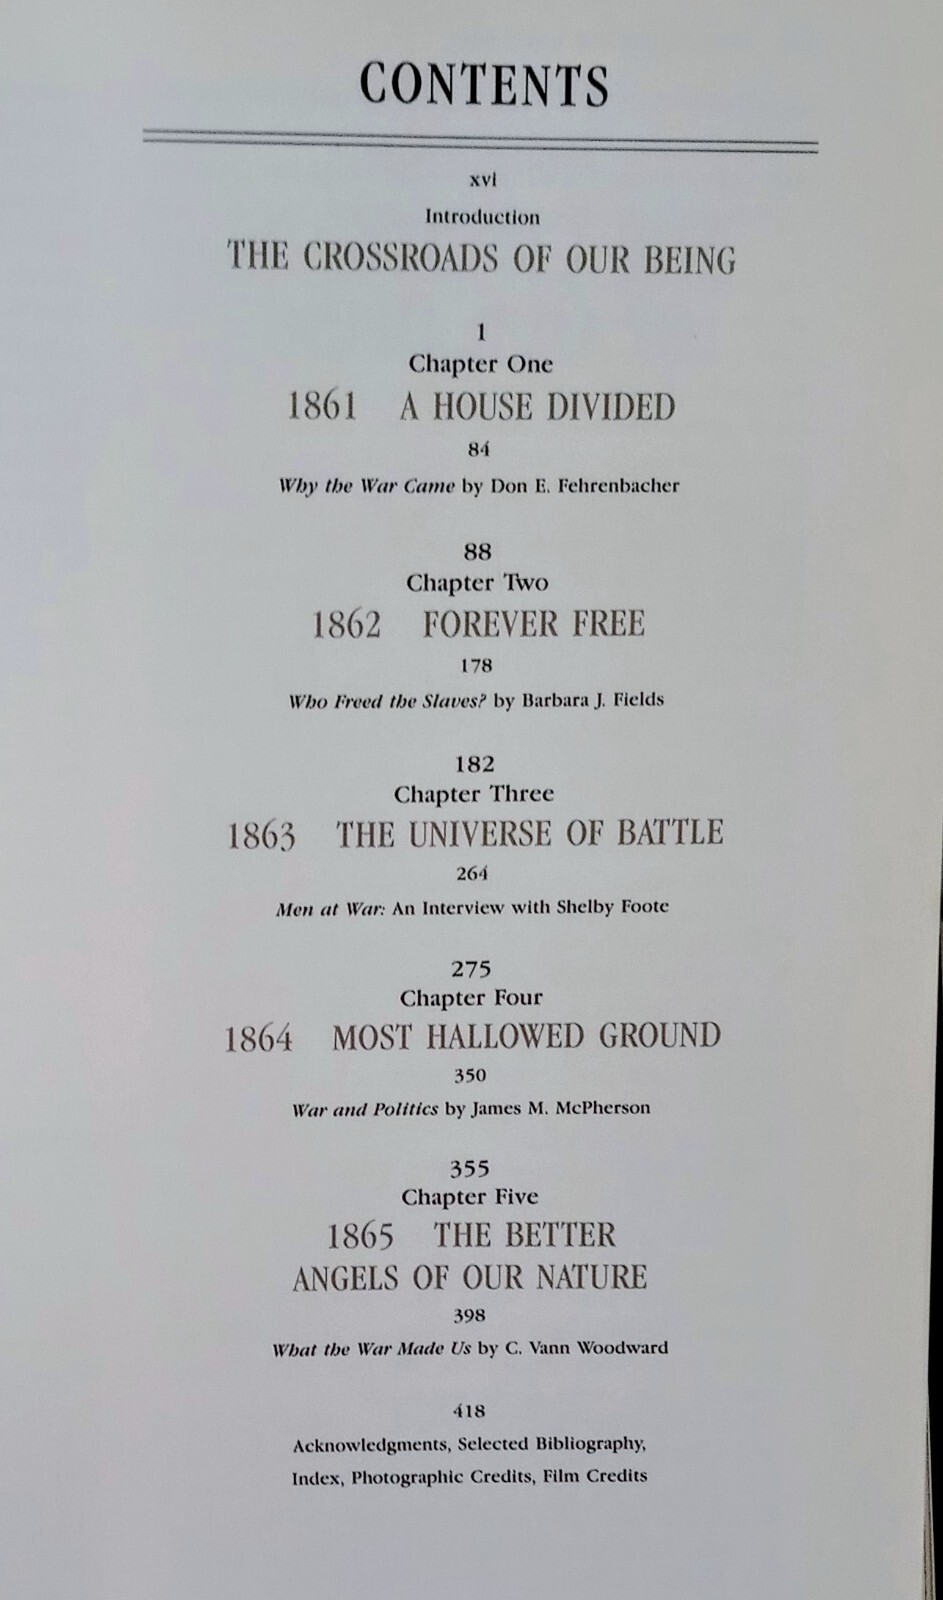 CONTENTS
xvi
Introduction
THE CROSSROADS OF OUR BEING
1
Chapter One
1861 A HOUSE DIVIDED
84
Why the War Came by Don E. Fehrenbacher
88
Chapter Two
1862 FOREVER FREE
178
Who Freed the Slaves? by Barbara J. Fields
182
Chapter Three
1863 THE UNIVERSE OF BATTLE
264
Men at War: An Interview with Shelby Foote
275
Chapter Four
1864 MOST HALLOWED GROUND
350
War and Politics by James M. McPherson
355
Chapter Five
1865 THE BETTER
ANGELS OF OUR NATURE
398
What the War Made Us by C. Vann Woodward
418
Acknowledgments, Selected Bibliography,
Index, Photographic Credits, Film Credits